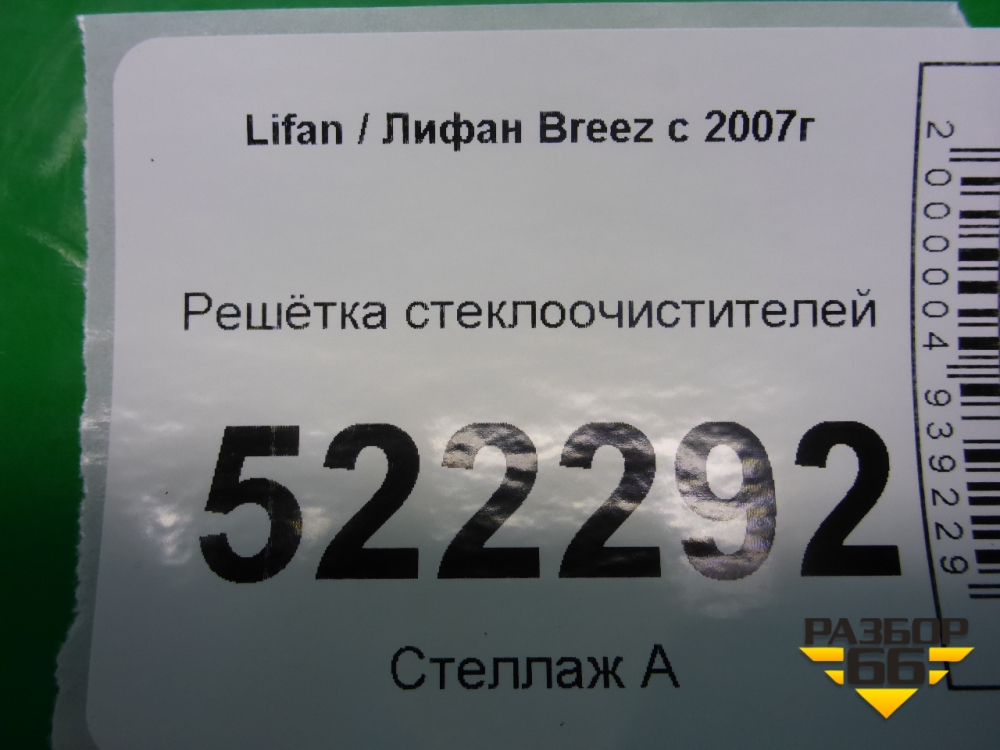 Lifan / Лифан Breez с 2007г
Решётка стеклоочистителей
522292
Стеллаж А
2000004939229
РАЗБОР
66